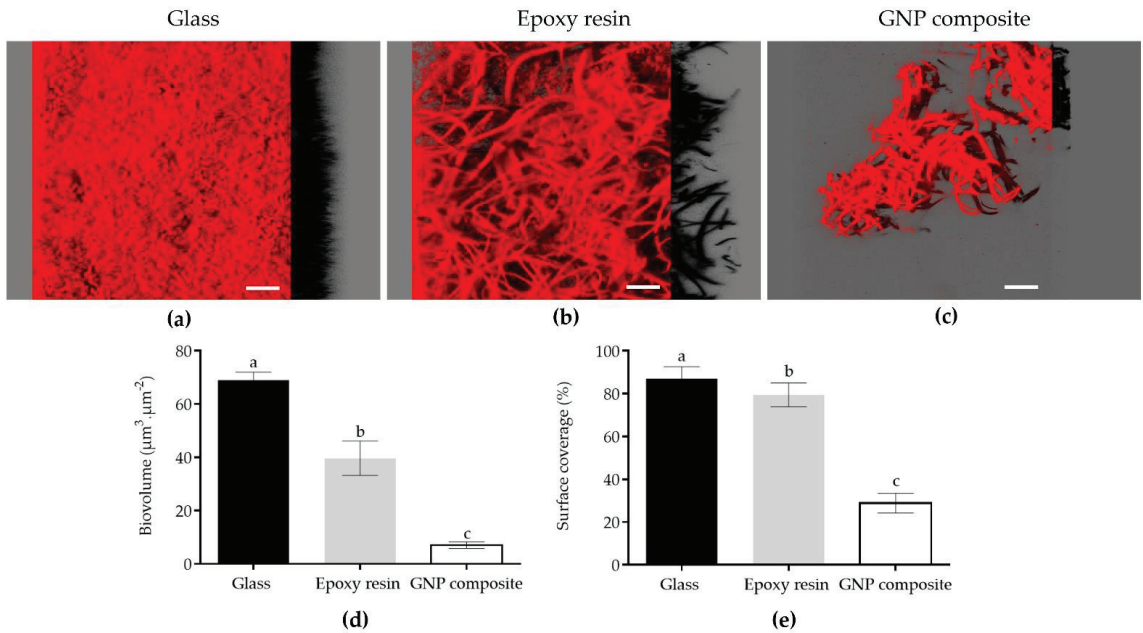 Glass Epoxy resin GNP composite
(a) (b) (c)
Biovolume (µm³.µm⁻²)
80
60
40
20
0
a
b
c
Glass Epoxy resin GNP composite
(d)
Surface coverage (%)
100
80
60
40
20
0
a
b
c
Glass Epoxy resin GNP composite
(e)